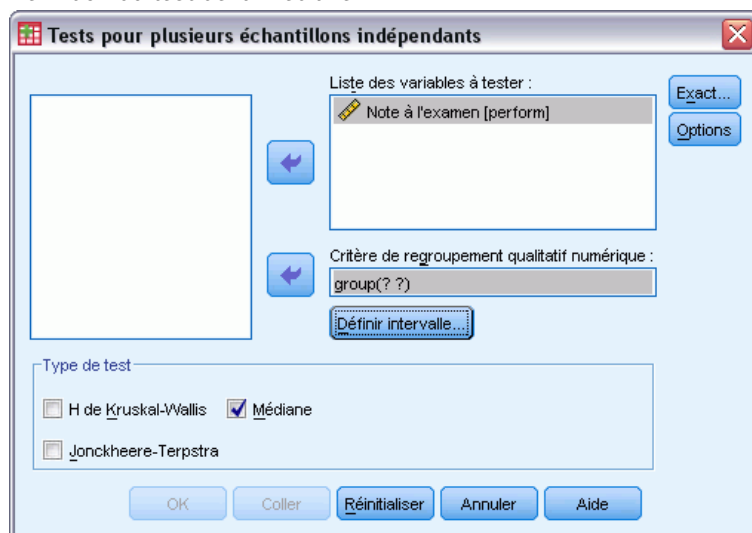 Tests pour plusieurs échantillons indépendants
Liste des variables à tester :
Note à l'examen [perform]
Exact...
Options
Critère de regroupement qualitatif numérique :
group(? ?)
Définir intervalle...
Type de test
H de Kruskal-Wallis
Médiane
Jonckheere-Terpstra
OK
Coller
Réinitialiser
Annuler
Aide